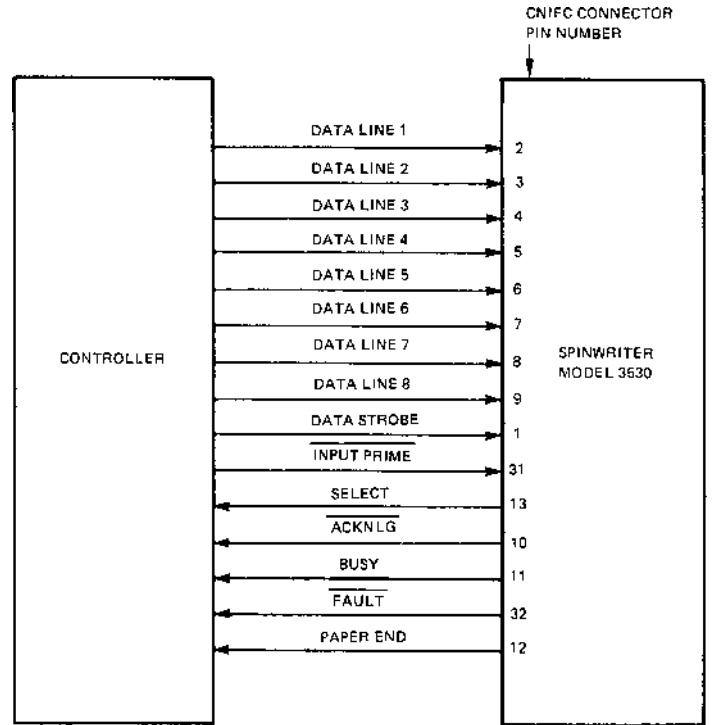 CNIFC CONNECTOR
PIN NUMBER
DATA LINE 1
2
DATA LINE 2
3
DATA LINE 3
4
DATA LINE 4
5
DATA LINE 5
6
DATA LINE 6
7
DATA LINE 7
8
CONTROLLER
SPINWRITER
MODEL 3530
DATA LINE 8
9
DATA STROBE
1
INPUT PRIME
31
SELECT
13
ACKNLG
10
BUSY
11
FAULT
32
PAPER END
12